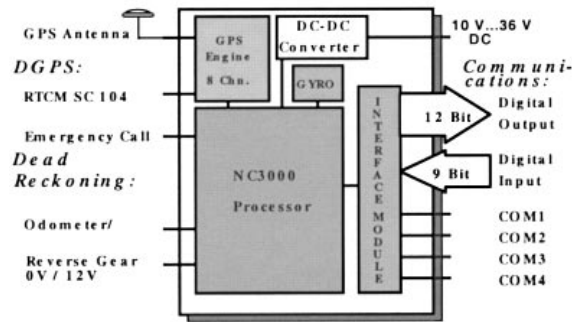 GPS Antenna
DGPS:
RTCM SC 104
Emergency Call
Dead
Reckoning:
Odometer/
Reverse Gear
0V / 12V
GPS
Engine
8 Chn.
DC-DC
Converter
GYRO
NC3000
Processor
INTERFACE MODULE
10 V...36 V
DC
Communi-
cations:
12 Bit
Digital
Output
9 Bit
Digital
Input
COM1
COM2
COM3
COM4